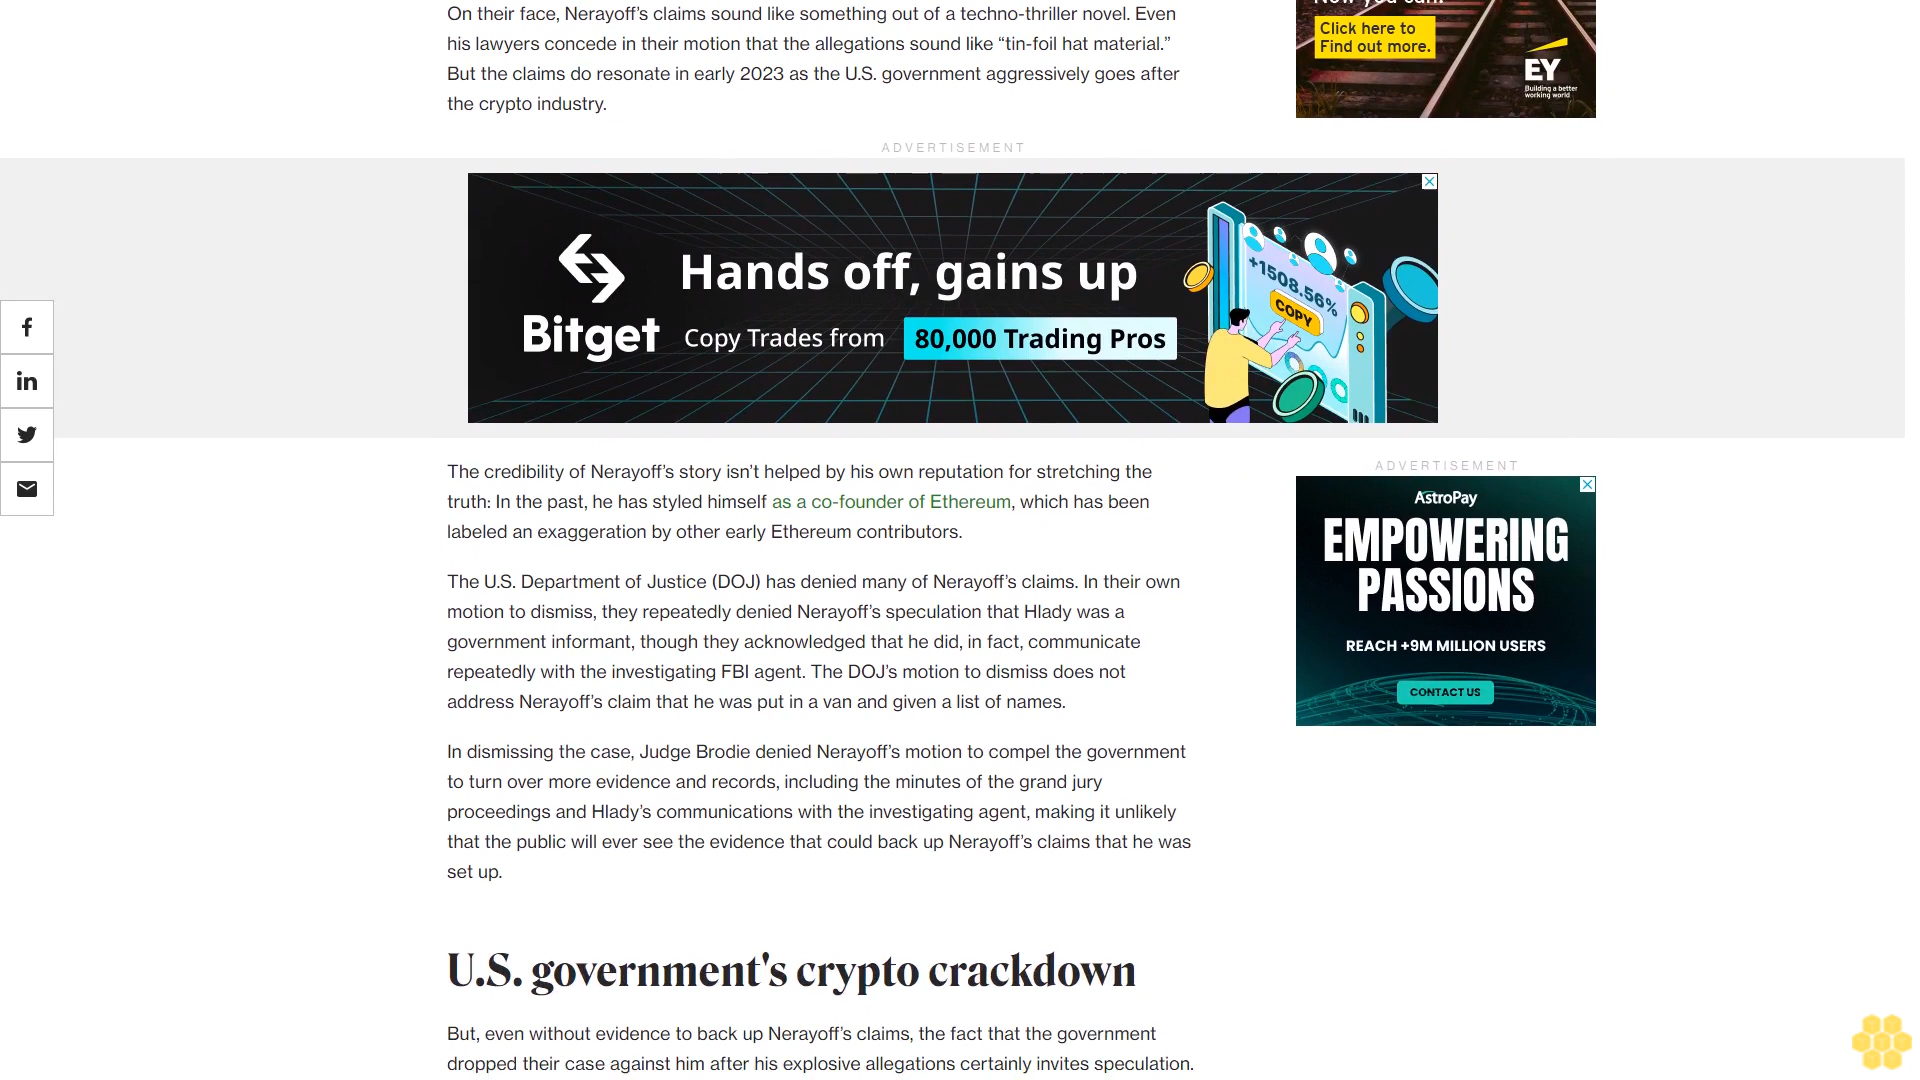 On their face, Nerayoff’s claims sound like something out of a techno-thriller novel. Even
his lawyers concede in their motion that the allegations sound like “tin-foil hat material.”
But the claims do resonate in early 2023 as the U.S. government aggressively goes after
the crypto industry.
Click here to
Find out more.
EY
Building a better
working world
ADVERTISEMENT
Bitget
Hands off, gains up
Copy Trades from 80,000 Trading Pros
+1508.56%
COPY
The credibility of Nerayoff’s story isn’t helped by his own reputation for stretching the
truth: In the past, he has styled himself as a co-founder of Ethereum, which has been
labeled an exaggeration by other early Ethereum contributors.
The U.S. Department of Justice (DOJ) has denied many of Nerayoff’s claims. In their own
motion to dismiss, they repeatedly denied Nerayoff’s speculation that Hlady was a
government informant, though they acknowledged that he did, in fact, communicate
repeatedly with the investigating FBI agent. The DOJ’s motion to dismiss does not
address Nerayoff’s claim that he was put in a van and given a list of names.
In dismissing the case, Judge Brodie denied Nerayoff’s motion to compel the government
to turn over more evidence and records, including the minutes of the grand jury
proceedings and Hlady’s communications with the investigating agent, making it unlikely
that the public will ever see the evidence that could back up Nerayoff’s claims that he was
set up.
ADVERTISEMENT
AstroPay
EMPOWERING
PASSIONS
REACH +9M MILLION USERS
CONTACT US
U.S. government's crypto crackdown
But, even without evidence to back up Nerayoff’s claims, the fact that the government
dropped their case against him after his explosive allegations certainly invites speculation.